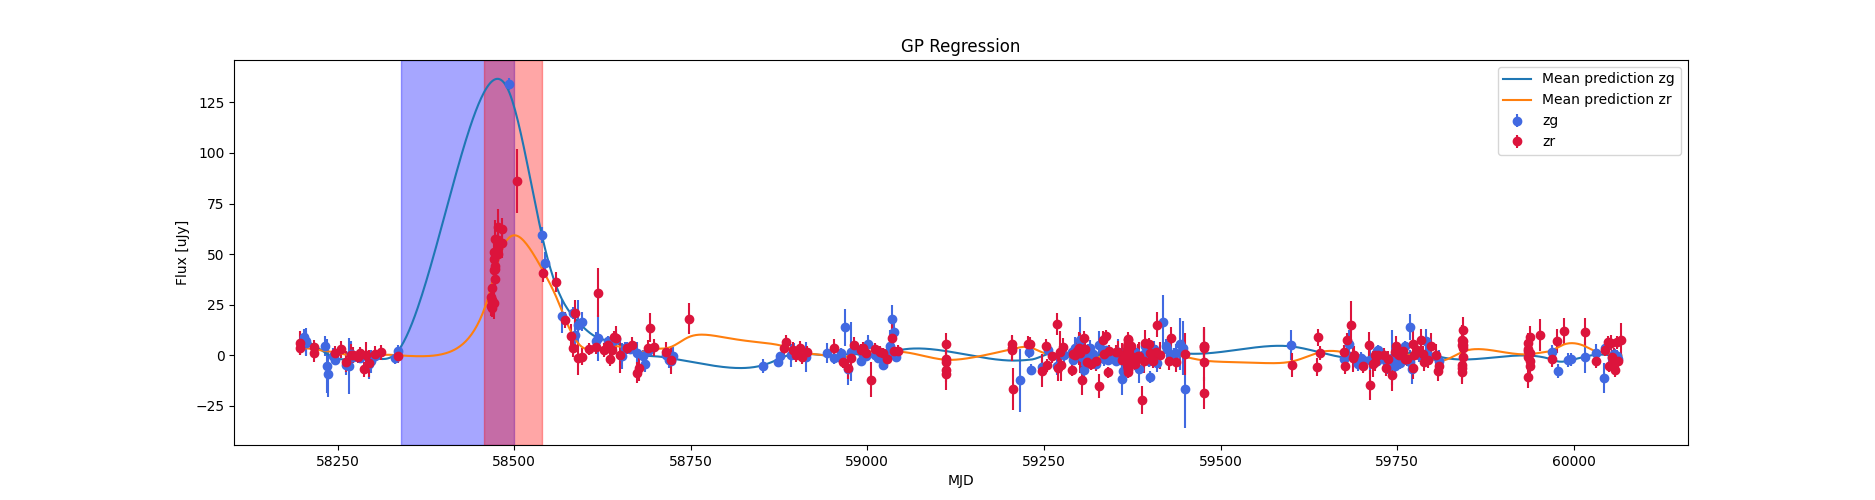 GP Regression
Flux [uJy]
125
100
75
50
25
0
−25
58250
58500
58750
59000
59250
59500
59750
60000
MJD
Mean prediction zg
Mean prediction zr
zg
zr